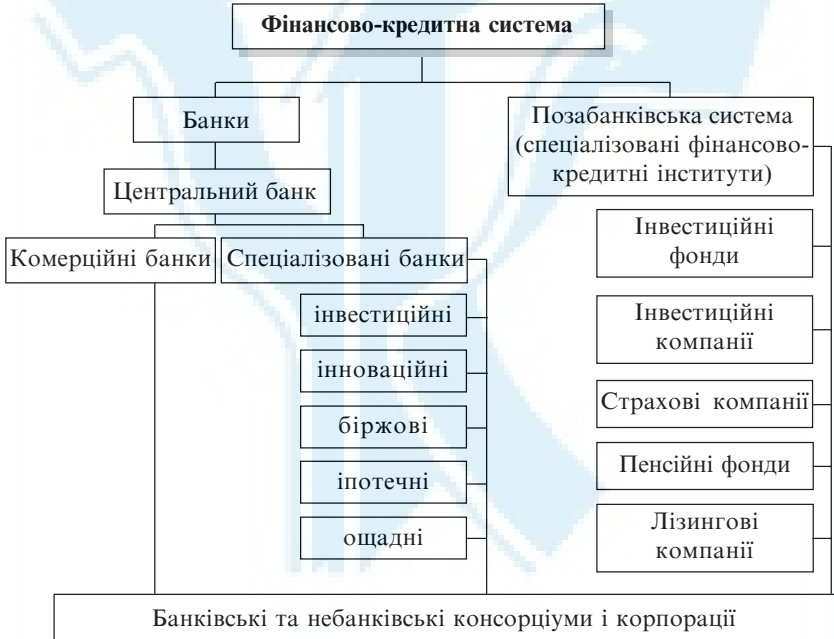 Фінансово-кредитна система
Банки
Центральний банк
Комерційні банки
Спеціалізовані банки
інвестиційні
інноваційні
біржові
іпотечні
ощадні
Позабанківська система
(спеціалізовані фінансово-
кредитні інститути)
Інвестиційні
фонди
Інвестиційні
компанії
Страхові компанії
Пенсійні фонди
Лізингові
компанії
Банківські та небанківські консорціуми і корпорації